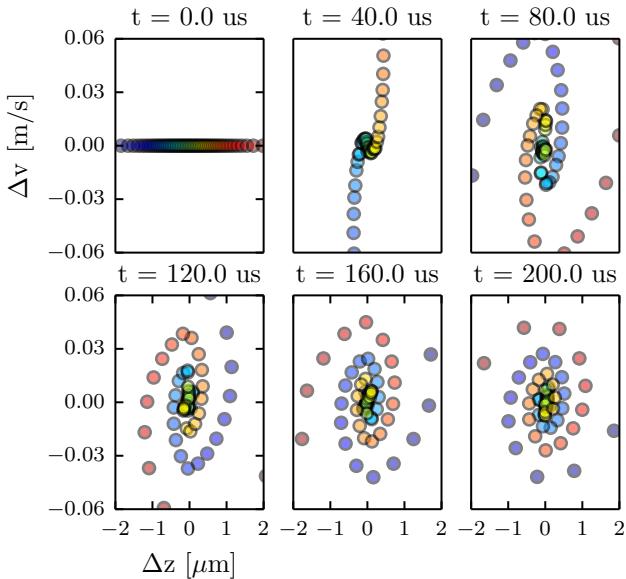 t = 0.0 us t = 40.0 us t = 80.0 us
0.06
0.03
0.00
−0.03
−0.06
Δv [m/s]
t = 120.0 us t = 160.0 us t = 200.0 us
0.06
0.03
0.00
−0.03
−0.06
−2 −1 0 1 2 −2 −1 0 1 2 −2 −1 0 1 2
Δz [μm]